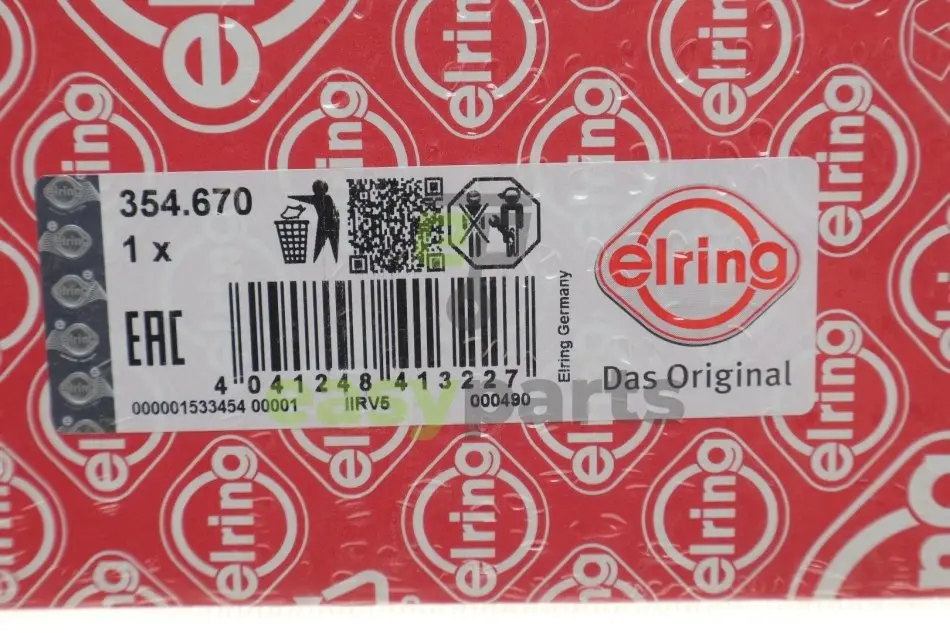 354.670
1 x
EAC
4 041248 413227
000001533454 00001 IIRV5 000490
Elring Germany
elring
Das Original
easyparts